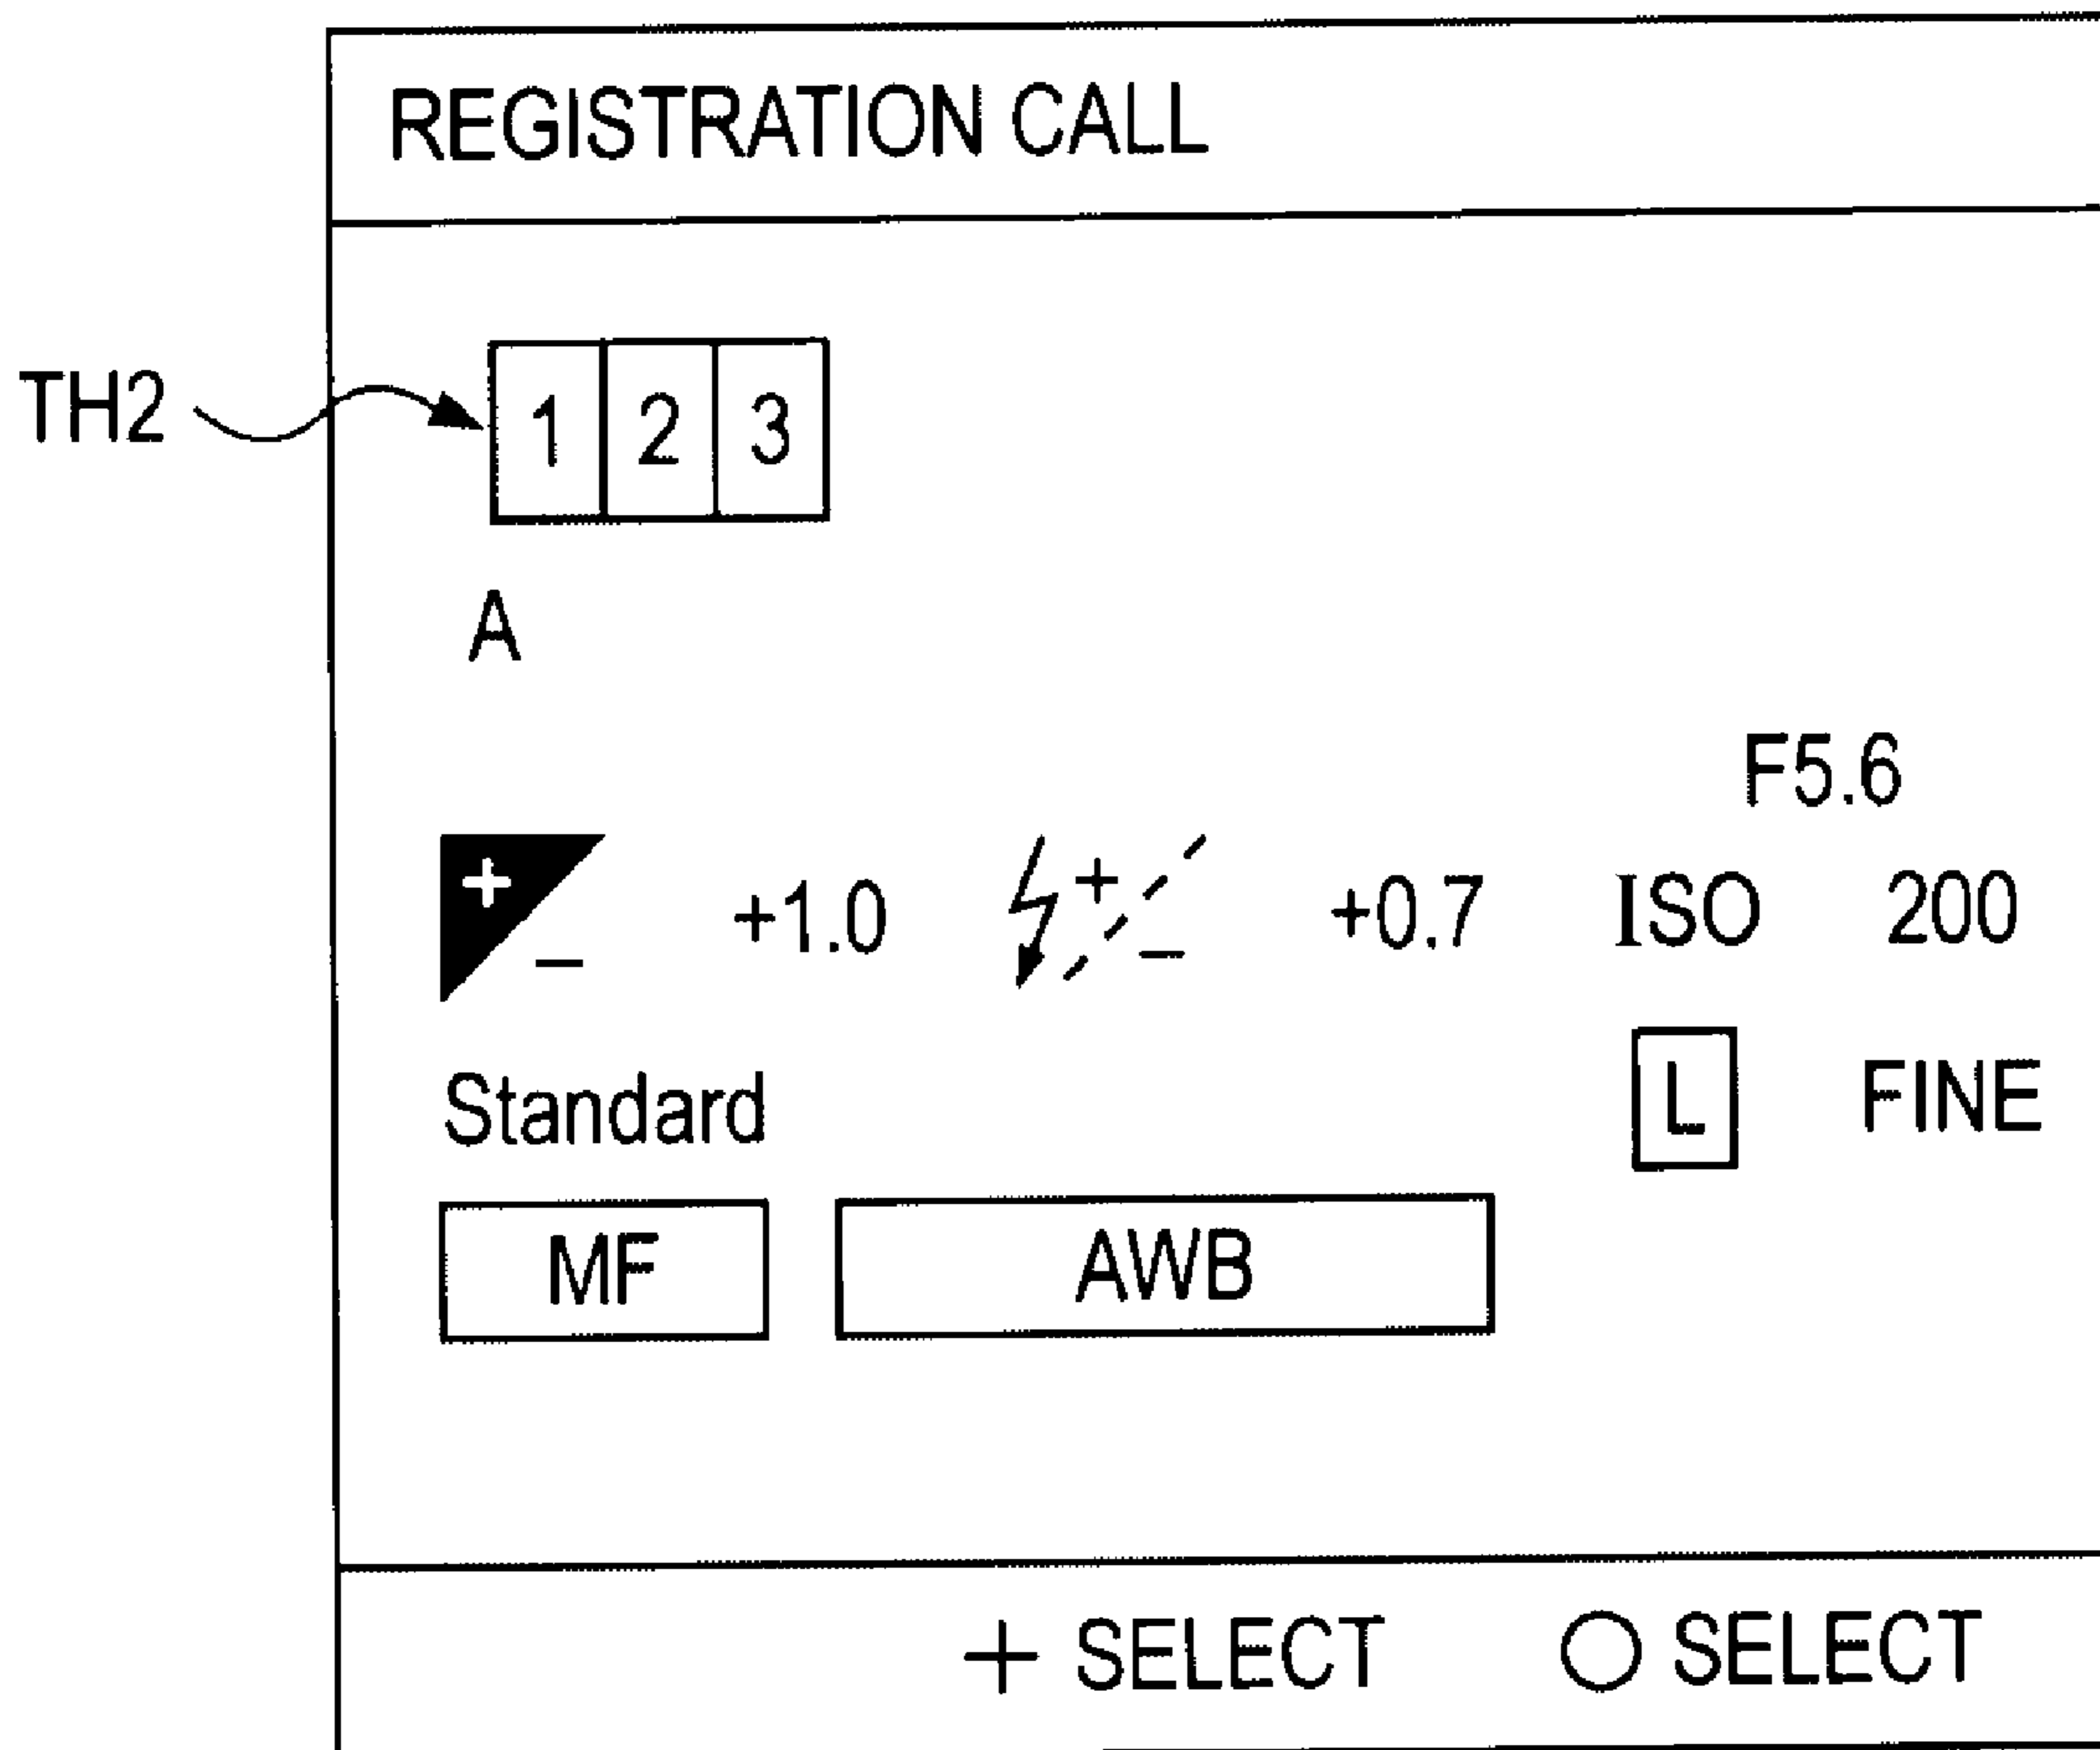 REGISTRATION CALL
TH2
1 2 3
A
F5.6
+ − +1.0 + − +0.7 ISO 200
Standard L FINE
MF AWB
+ SELECT ○ SELECT